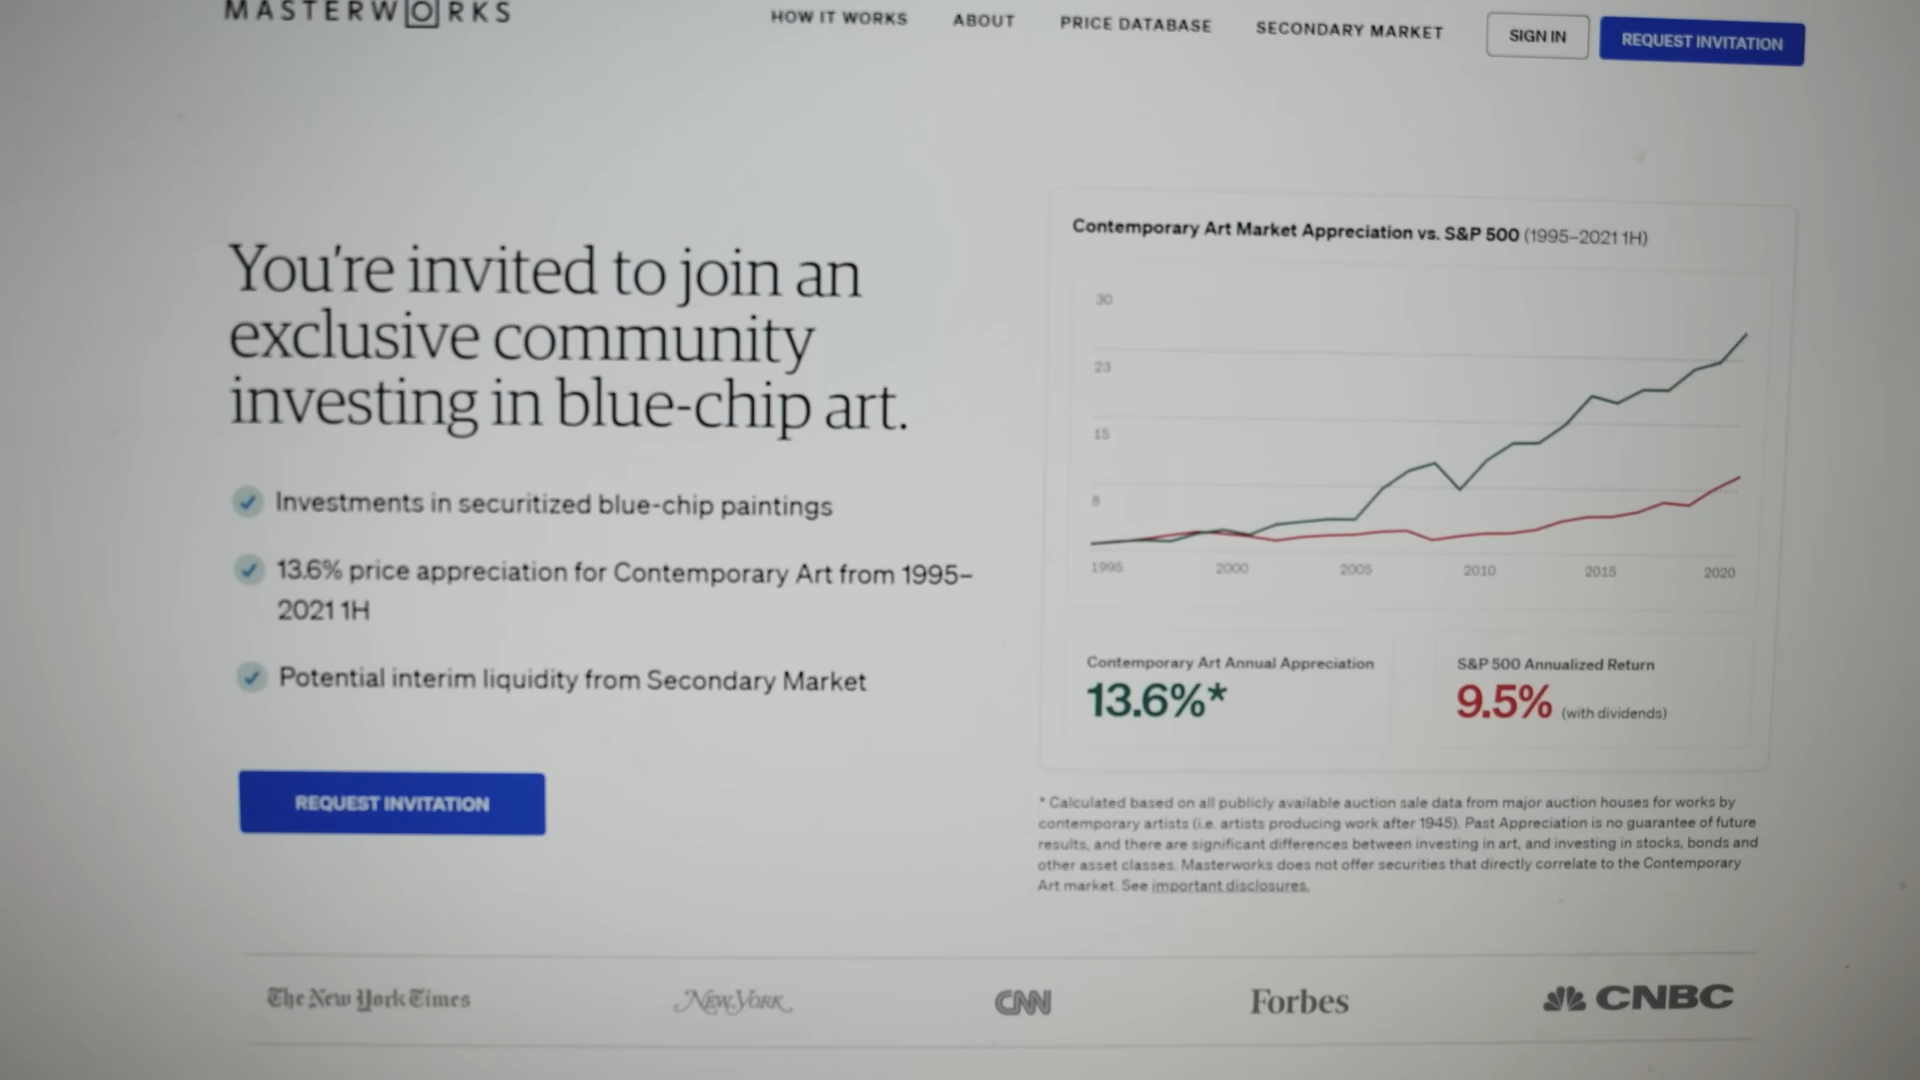 MASTERWORKS
HOW IT WORKS
ABOUT
PRICE DATABASE
SECONDARY MARKET
SIGN IN
REQUEST INVITATION
You're invited to join an
exclusive community
investing in blue-chip art.
Investments in securitized blue-chip paintings
13.6% price appreciation for Contemporary Art from 1995–
2021 1H
Potential interim liquidity from Secondary Market
REQUEST INVITATION
Contemporary Art Market Appreciation vs. S&P 500 (1995–2021 1H)
30
23
15
8
1995 2000 2005 2010 2015 2020
Contemporary Art Annual Appreciation
13.6%*
S&P 500 Annualized Return
9.5% (with dividends)
* Calculated based on all publicly available auction sale data from major auction houses for works by
contemporary artists (i.e. artists producing work after 1945). Past Appreciation is no guarantee of future
results, and there are significant differences between investing in art, and investing in stocks, bonds and
other asset classes. Masterworks does not offer securities that directly correlate to the Contemporary
Art market. See important disclosures.
The New York Times
NEW YORK
CNN
Forbes
CNBC